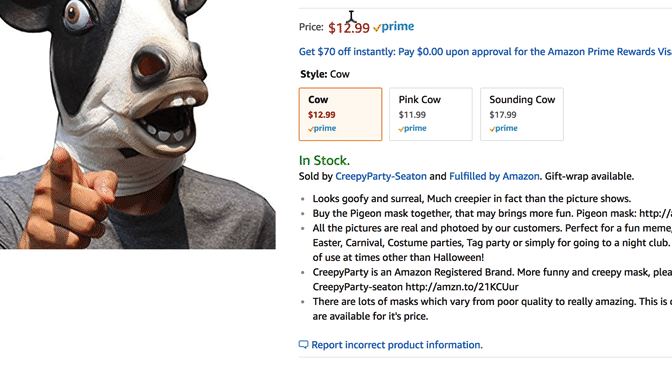 Price: $12.99 prime
Get $70 off instantly: Pay $0.00 upon approval for the Amazon Prime Rewards
Style: Cow
Cow
$12.99
prime
Pink Cow
$11.99
prime
Sounding Cow
$17.99
prime
In Stock.
Sold by CreepyParty-Seaton and Fulfilled by Amazon. Gift-wrap available.
Looks goofy and surreal, Much creepier in fact than the picture shows.
Buy the Pigeon mask together, that may brings more fun. Pigeon mask:
All the pictures are real and photoed by our customers. Perfect for a fun meme,
Easter, Carnival, Costume parties, Tag party or simply for going to a night club.
of use at times other than Halloween!
CreepyParty is an Amazon Registered Brand. More funny and creepy mask,
CreepyParty-seaton http://amzn.to/21KCUur
There are lots of masks which vary from poor quality to really amazing. This is
are available for it's price.
Report incorrect product information.